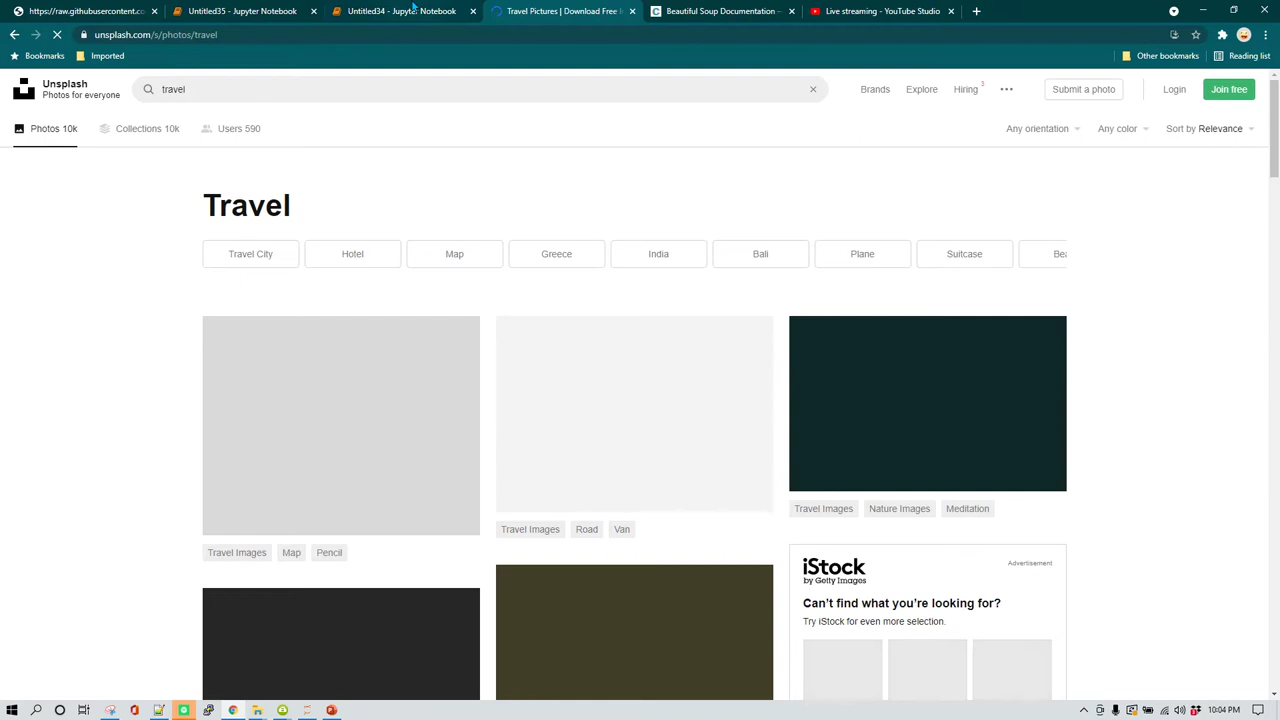 https://raw.githubusercontent.co
Untitled35 - Jupyter Notebook
Untitled34 - Jupyter Notebook
Travel Pictures | Download Free I
Beautiful Soup Documentation —
Live streaming - YouTube Studio
unsplash.com/s/photos/travel
Bookmarks
Imported
Other bookmarks
Reading list
Unsplash
Photos for everyone
travel
Brands
Explore
Hiring 3
Submit a photo
Login
Join free
Photos 10k
Collections 10k
Users 590
Any orientation
Any color
Sort by Relevance
Travel
Travel City
Hotel
Map
Greece
India
Bali
Plane
Suitcase
Bea
Travel Images
Map
Pencil
Travel Images
Road
Van
Travel Images
Nature Images
Meditation
iStock
by Getty Images
Advertisement
Can't find what you're looking for?
Try iStock for even more selection.
10:04 PM